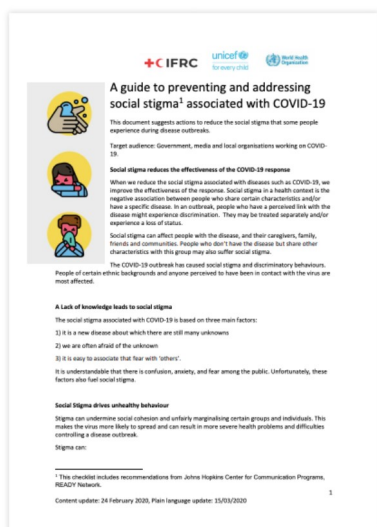 IFRC
unicef
for every child
World Health
Organization
A guide to preventing and addressing
social stigma¹ associated with COVID-19
This document suggests actions to reduce the social stigma that some people
experience during disease outbreaks.
Target audience: Government, media and local organisations working on COVID-
19.
Social stigma reduces the effectiveness of the COVID-19 response
When we reduce the social stigma associated with diseases such as COVID-19, we
improve the effectiveness of the response. Social stigma in a health context is the
negative association between people who share certain characteristics and/or
have a specific disease. In an outbreak, people who have a perceived link with the
disease might experience discrimination. They may be treated separately and/or
experience a loss of status.
Social stigma can affect people with the disease, and their caregivers, family,
friends and communities. People who don't have the disease but share other
characteristics with this group may also suffer social stigma.
The COVID-19 outbreak has caused social stigma and discriminatory behaviours.
People of certain ethnic backgrounds and anyone perceived to have been in contact with the virus are
most affected.
A Lack of knowledge leads to social stigma
The social stigma associated with COVID-19 is based on three main factors:
1) it is a new disease about which there are still many unknowns
2) we are often afraid of the unknown
3) it is easy to associate that fear with 'others'.
It is understandable that there is confusion, anxiety, and fear among the public. Unfortunately, these
factors also fuel social stigma.
Social Stigma drives unhealthy behaviour
Stigma can undermine social cohesion and unfairly marginalising certain groups and individuals. This
makes the virus more likely to spread and can result in more severe health problems and difficulties
controlling a disease outbreak.
Stigma can:
¹ This checklist includes recommendations from Johns Hopkins Center for Communication Programs,
READY Network.
1
Content update: 24 February 2020, Plain language update: 15/03/2020